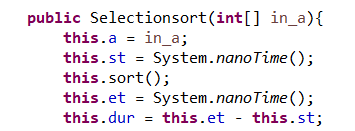 public Selectionsort(int[] in_a){
this.a = in_a;
this.st = System.nanoTime();
this.sort();
this.et = System.nanoTime();
this.dur = this.et - this.st;